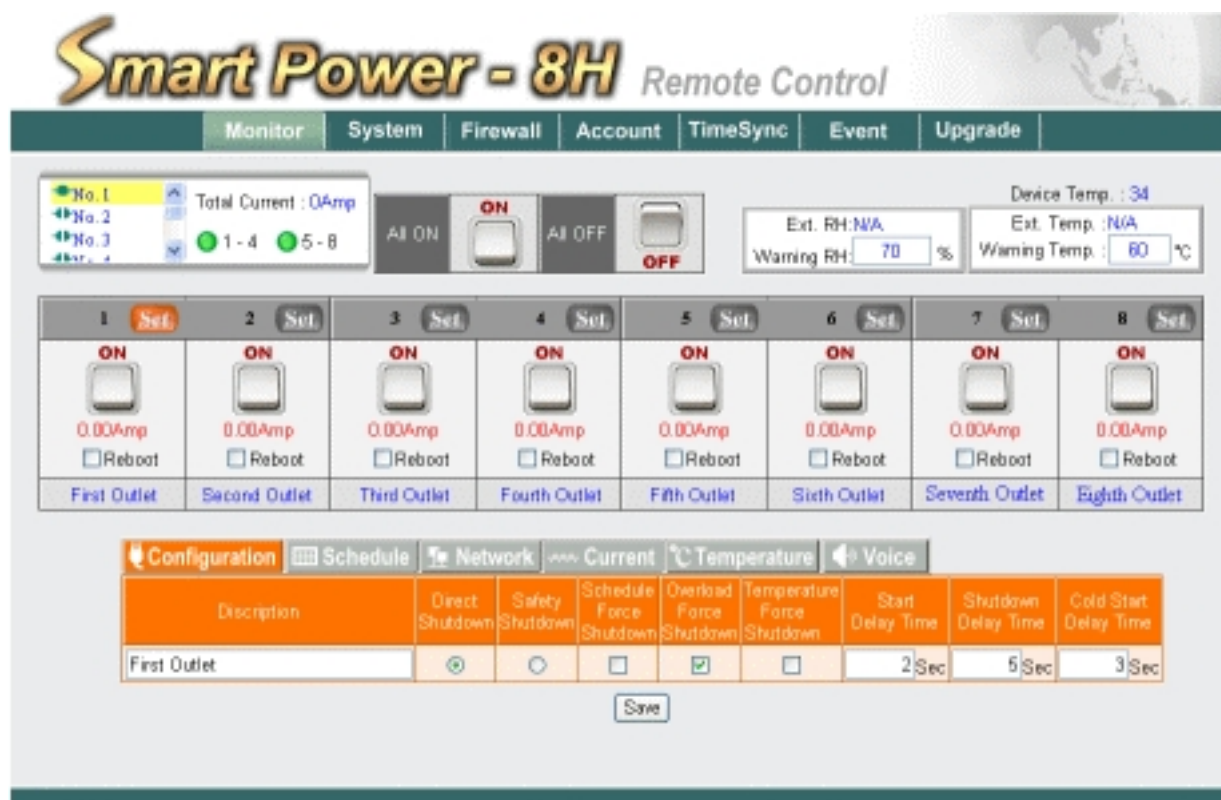 Smart Power - 8H Remote Control
Monitor System Firewall Account TimeSync Event Upgrade
No.1
No.2
No.3
Total Current : 0Amp
1 - 4 5 - 8
All ON ON All OFF OFF
Device Temp. : 34
Ext. RH:N/A
Warning RH: 70 %
Ext. Temp. :N/A
Warning Temp. : 60 °C
1 Set 2 Set 3 Set 4 Set 5 Set 6 Set 7 Set 8 Set
ON ON ON ON ON ON ON ON
0.00Amp 0.00Amp 0.00Amp 0.00Amp 0.00Amp 0.00Amp 0.00Amp 0.00Amp
Reboot Reboot Reboot Reboot Reboot Reboot Reboot Reboot
First Outlet Second Outlet Third Outlet Fourth Outlet Fifth Outlet Sixth Outlet Seventh Outlet Eighth Outlet
Configuration Schedule Network Current °C Temperature Voice
Discription
Direct Shutdown
Safety Shutdown
Schedule Force Shutdown
Overload Force Shutdown
Temperature Force Shutdown
Start Delay Time
Shutdown Delay Time
Cold Start Delay Time
First Outlet 2 Sec 5 Sec 3 Sec
Save